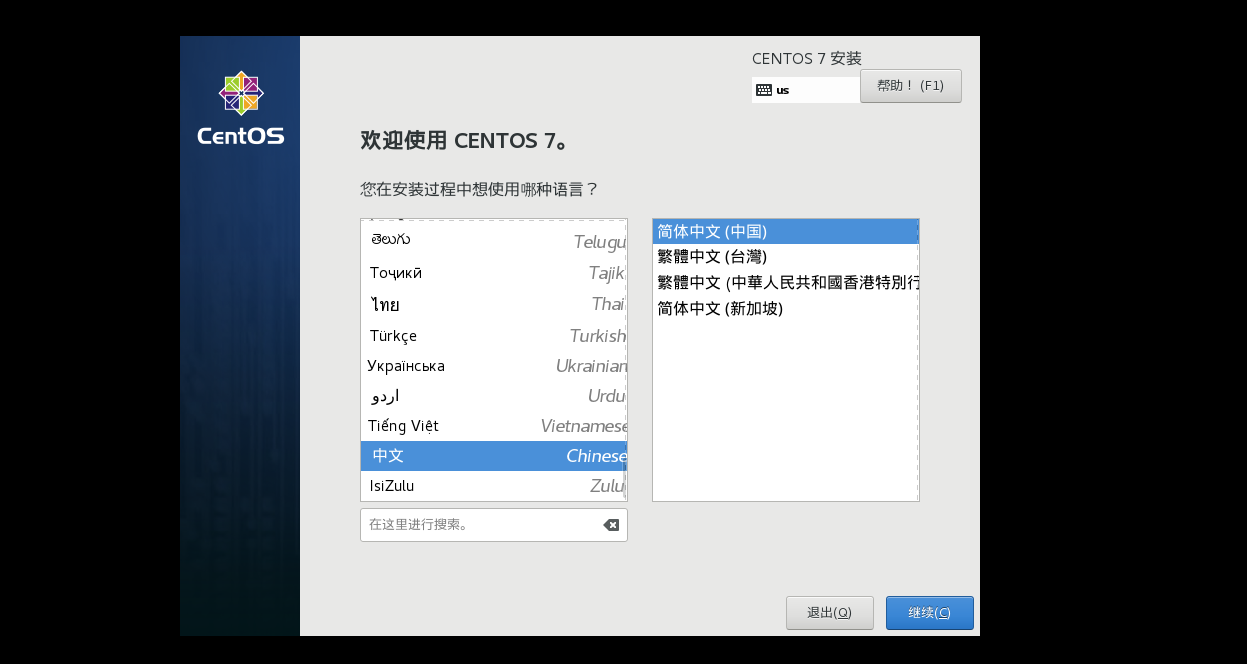 CentOS
CENTOS 7 安装
us
帮助！ (F1)
欢迎使用 CENTOS 7。
您在安装过程中想使用哪种语言？
తెలుగు Telugu
Тоҷикӣ Tajik
ไทย Thai
Türkçe Turkish
Українська Ukrainian
اردو Urdu
Tiếng Việt Vietnamese
中文 Chinese
IsiZulu Zulu
简体中文 (中国)
繁體中文 (台灣)
繁體中文 (中華人民共和國香港特別行
简体中文 (新加坡)
在这里进行搜索。
退出(Q)
继续(C)